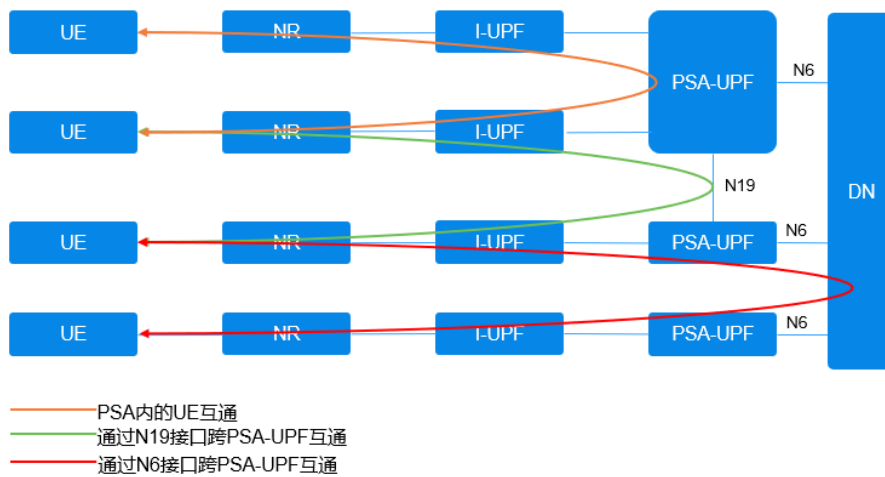 UE NR I-UPF
PSA-UPF N6
UE NR I-UPF
N19 DN
UE NR I-UPF PSA-UPF N6
UE NR I-UPF PSA-UPF N6
PSA内的UE互通
通过N19接口跨PSA-UPF互通
通过N6接口跨PSA-UPF互通